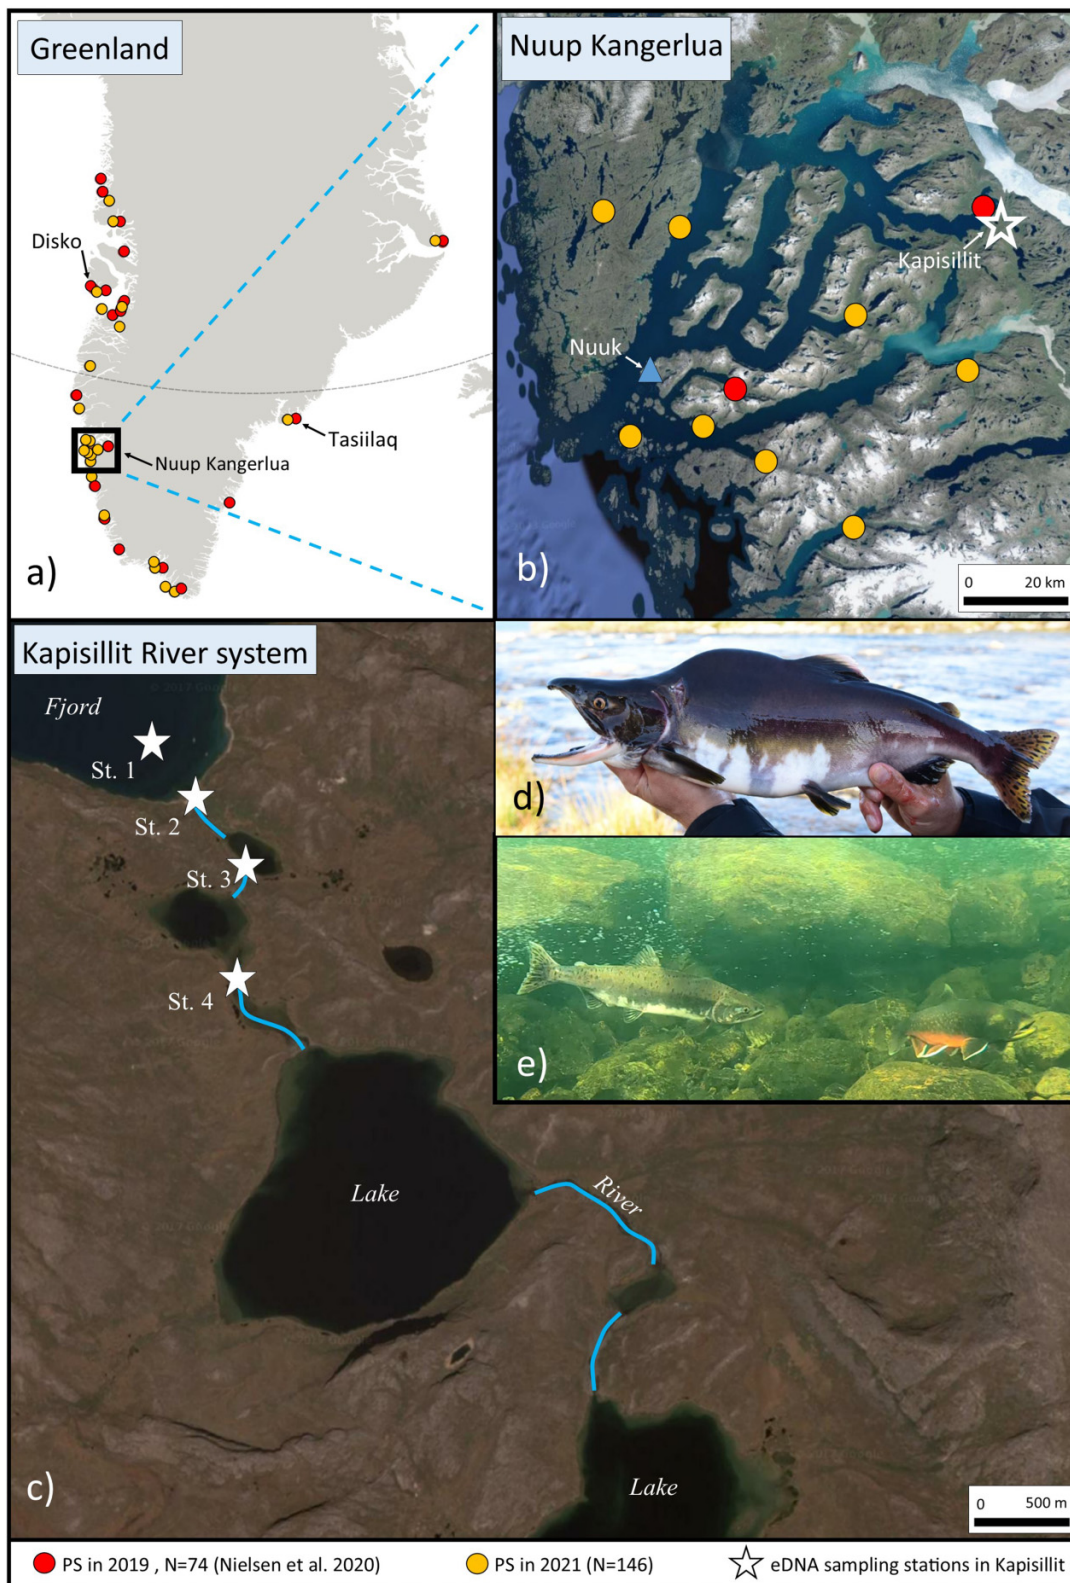 Greenland
Disko
Tasiilaq
Nuup Kangerlua
a)
Nuup Kangerlua
Kapisillit
Nuuk
b)
0 20 km
Kapisillit River system
Fjord
St. 1
St. 2
St. 3
St. 4
Lake
River
Lake
c)
0 500 m
d)
e)
PS in 2019 , N=74 (Nielsen et al. 2020)
PS in 2021 (N=146)
eDNA sampling stations in Kapisillit